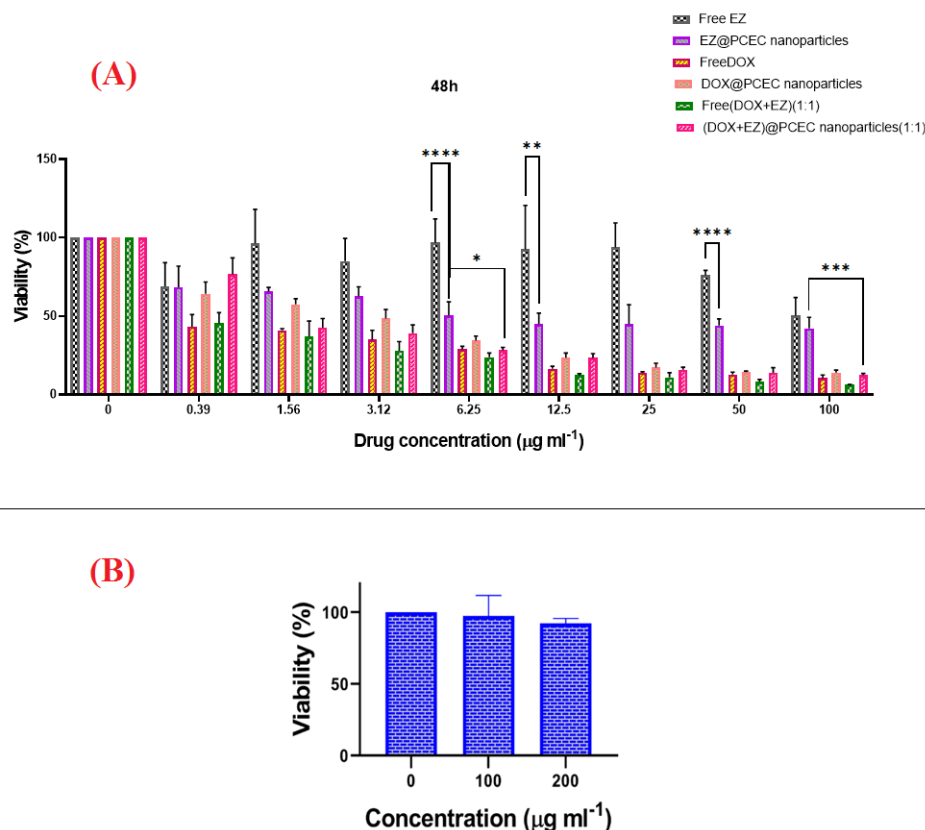 Free EZ
EZ@PCEC nanoparticles
FreeDOX
DOX@PCEC nanoparticles
Free(DOX+EZ)(1:1)
(DOX+EZ)@PCEC nanoparticles(1:1)
(A)
48h
****
**
*
****
***
150
100
50
0
Viability (%)
0 0.39 1.56 3.12 6.25 12.5 25 50 100
Drug concentration (μg ml⁻¹)
(B)
100
50
0
Viability (%)
0 100 200
Concentration (μg ml⁻¹)